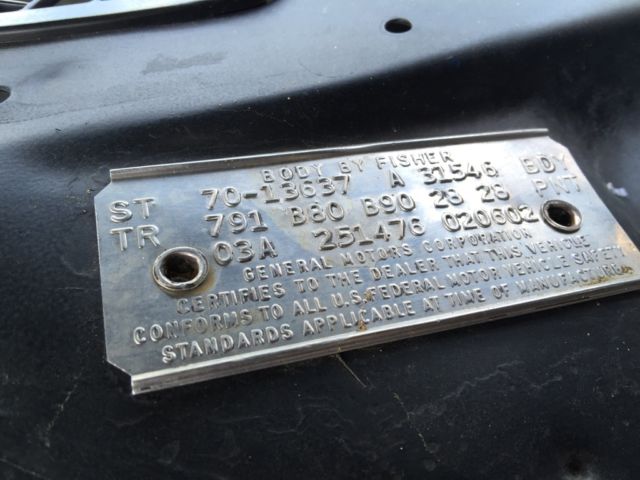 BODY BY FISHER
ST 70-13637 A 31546 BDY
TR 791 B80 B90 28 28 PNT
03A 251476 020602
GENERAL MOTORS CORPORATION
CERTIFIES TO THE DEALER THAT THIS VEHICLE
CONFORMS TO ALL U.S. FEDERAL MOTOR VEHICLE SAFETY
STANDARDS APPLICABLE AT TIME OF MANUFACTURE